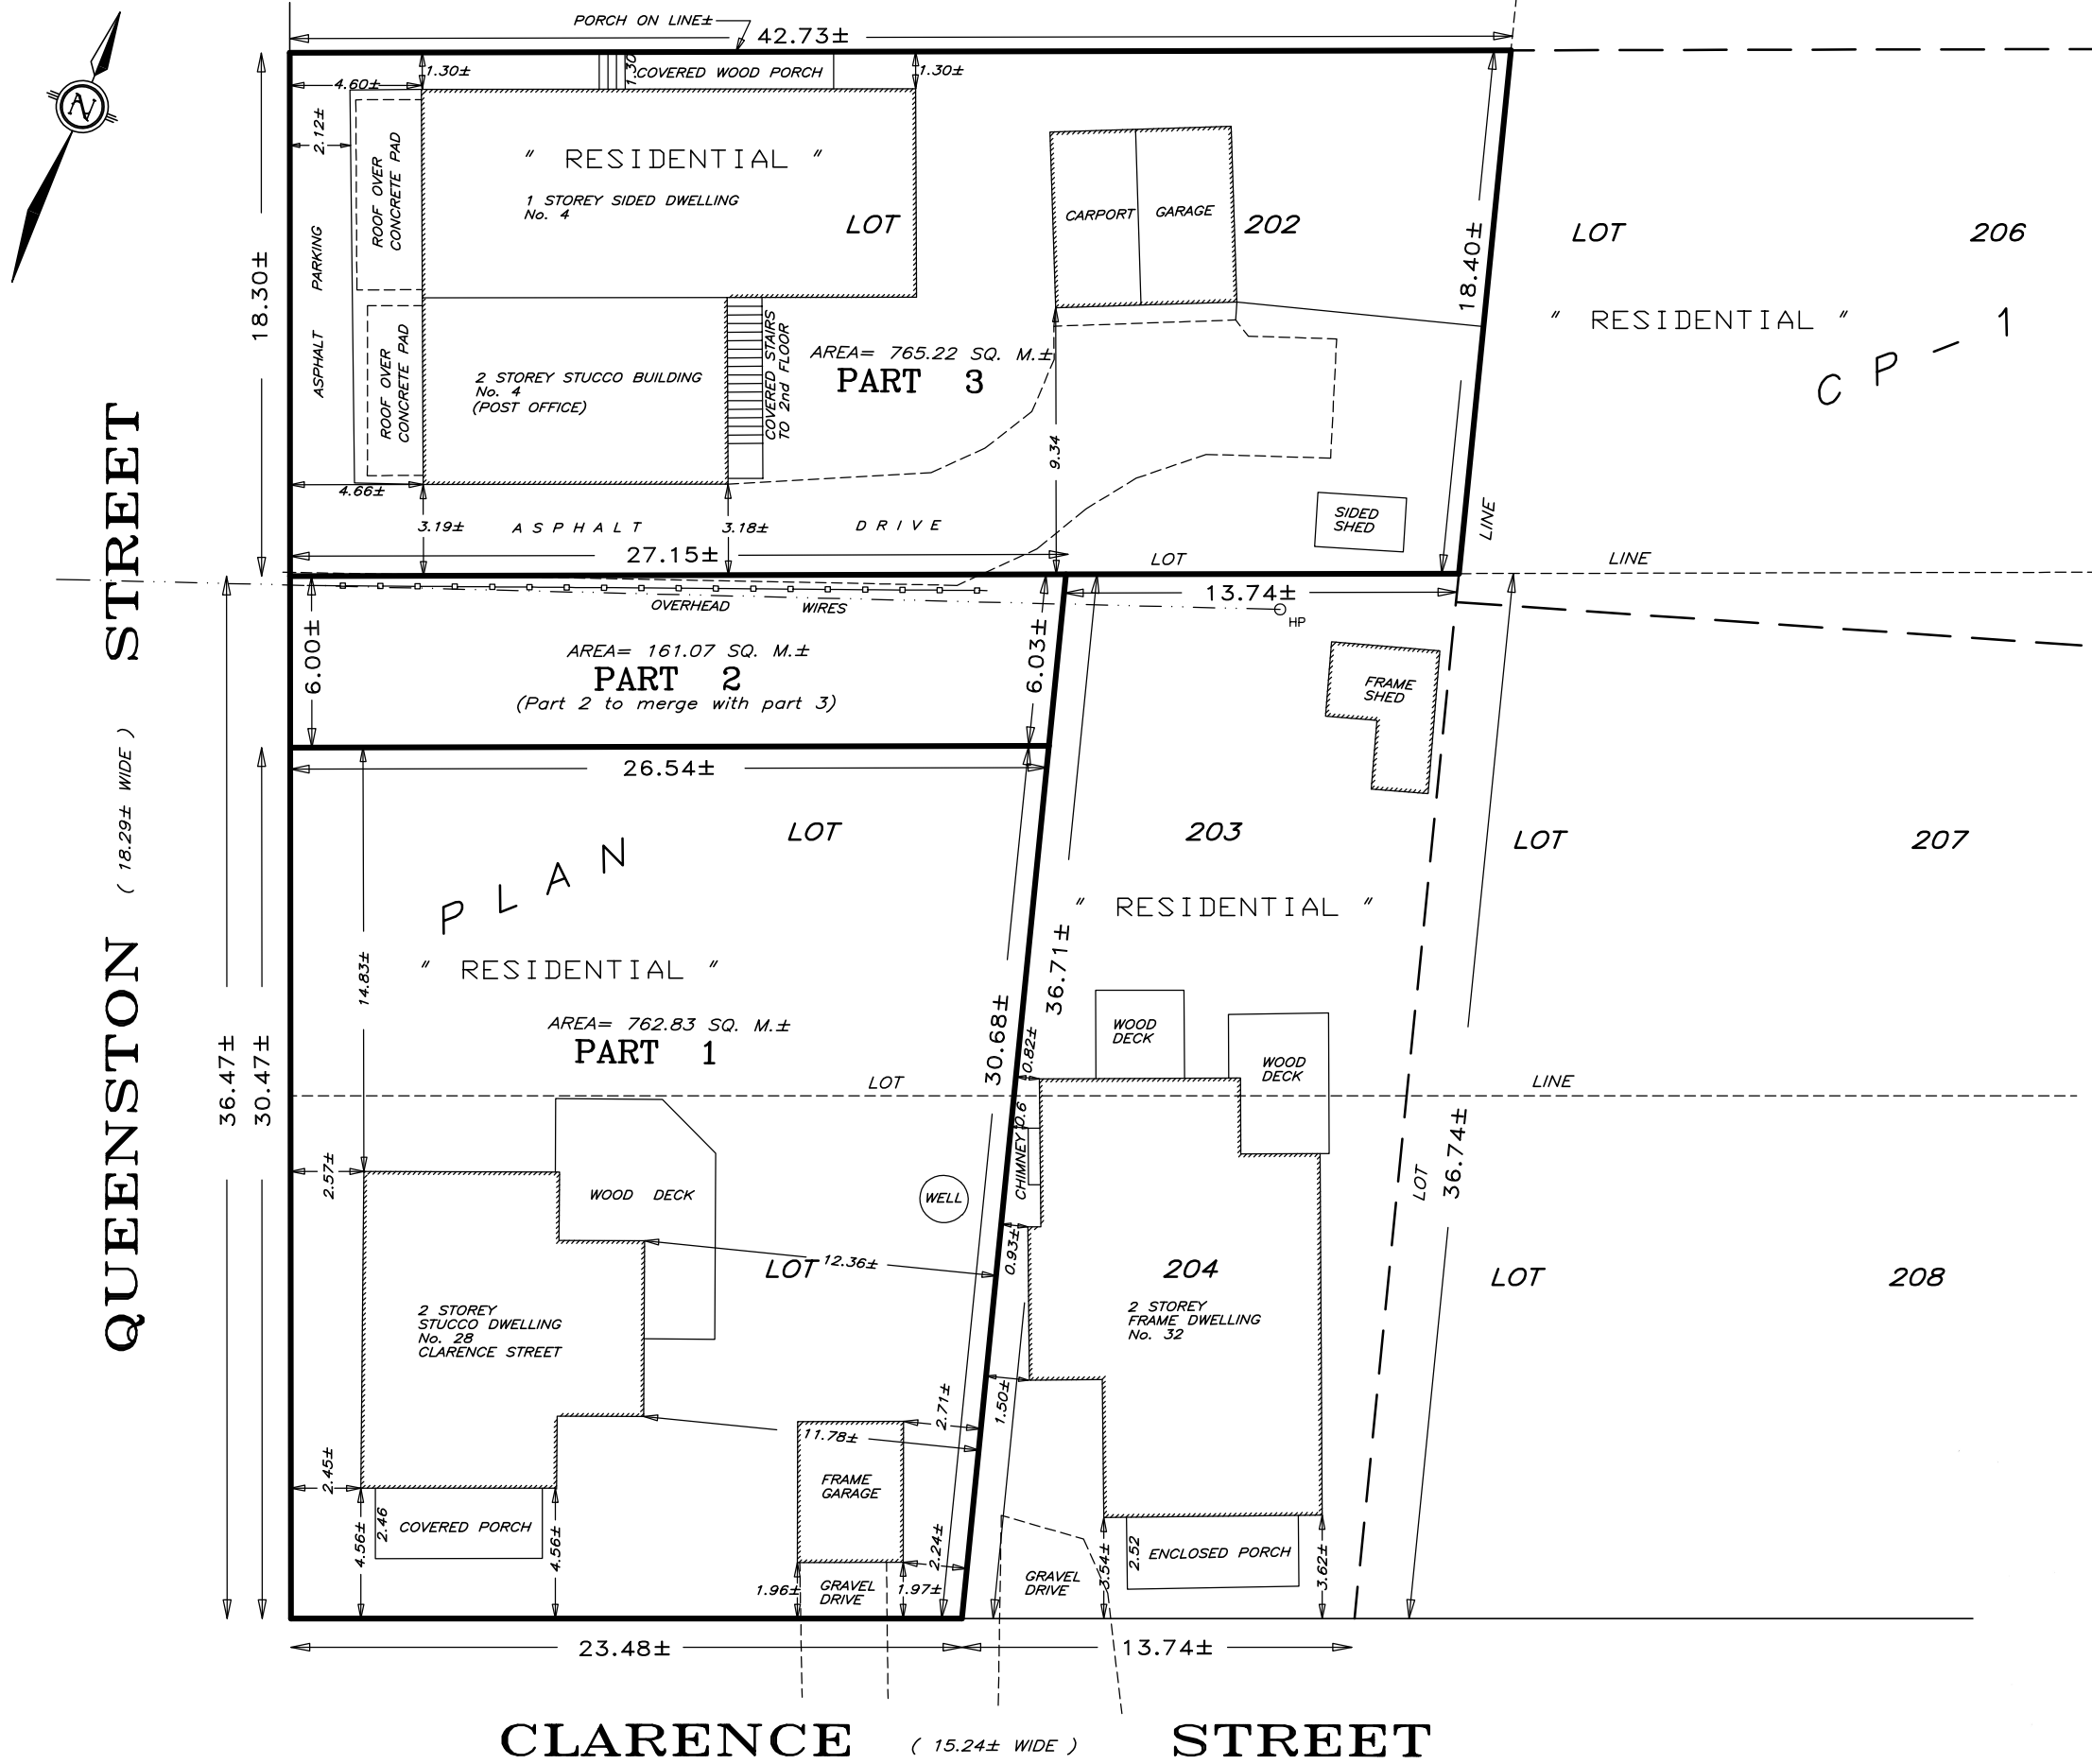 PORCH ON LINE±
42.73±
4.60±
1.30±
1.30
COVERED WOOD PORCH
1.30±
2.12±
ROOF OVER
CONCRETE PAD
" RESIDENTIAL "
1 STOREY SIDED DWELLING
No. 4
LOT
CARPORT
GARAGE
202
18.40±
LOT
206
18.30±
ASPHALT PARKING
" RESIDENTIAL "
CP-1
ROOF OVER
CONCRETE PAD
2 STOREY STUCCO BUILDING
No. 4
(POST OFFICE)
COVERED STAIRS
TO 2nd FLOOR
AREA= 765.22 SQ. M.±
PART 3
9.34
4.66±
3.19±
ASPHALT
3.18±
DRIVE
SIDED
SHED
LINE
27.15±
LOT
LINE
13.74±
OVERHEAD WIRES
HP
6.00±
AREA= 161.07 SQ. M.±
PART 2
(Part 2 to merge with part 3)
6.03±
FRAME
SHED
26.54±
QUEENSTON ( 18.29± WIDE ) STREET
LOT
203
LOT
207
PLAN
" RESIDENTIAL "
14.83±
" RESIDENTIAL "
36.71±
AREA= 762.83 SQ. M.±
PART 1
30.68±
0.82±
WOOD
DECK
WOOD
DECK
36.47±
30.47±
LOT
LINE
36.74±
LOT
CHIMNEY
0.6
2.57±
WOOD DECK
WELL
0.93±
LOT
12.36±
204
LOT
208
2 STOREY
STUCCO DWELLING
No. 28
CLARENCE STREET
2 STOREY
FRAME DWELLING
No. 32
2.71±
1.50±
11.78±
2.45±
FRAME
GARAGE
4.56±
2.46
COVERED PORCH
4.56±
2.24±
3.54±
2.52
ENCLOSED PORCH
3.62±
1.96±
GRAVEL
DRIVE
1.97±
GRAVEL
DRIVE
23.48±
13.74±
CLARENCE ( 15.24± WIDE ) STREET